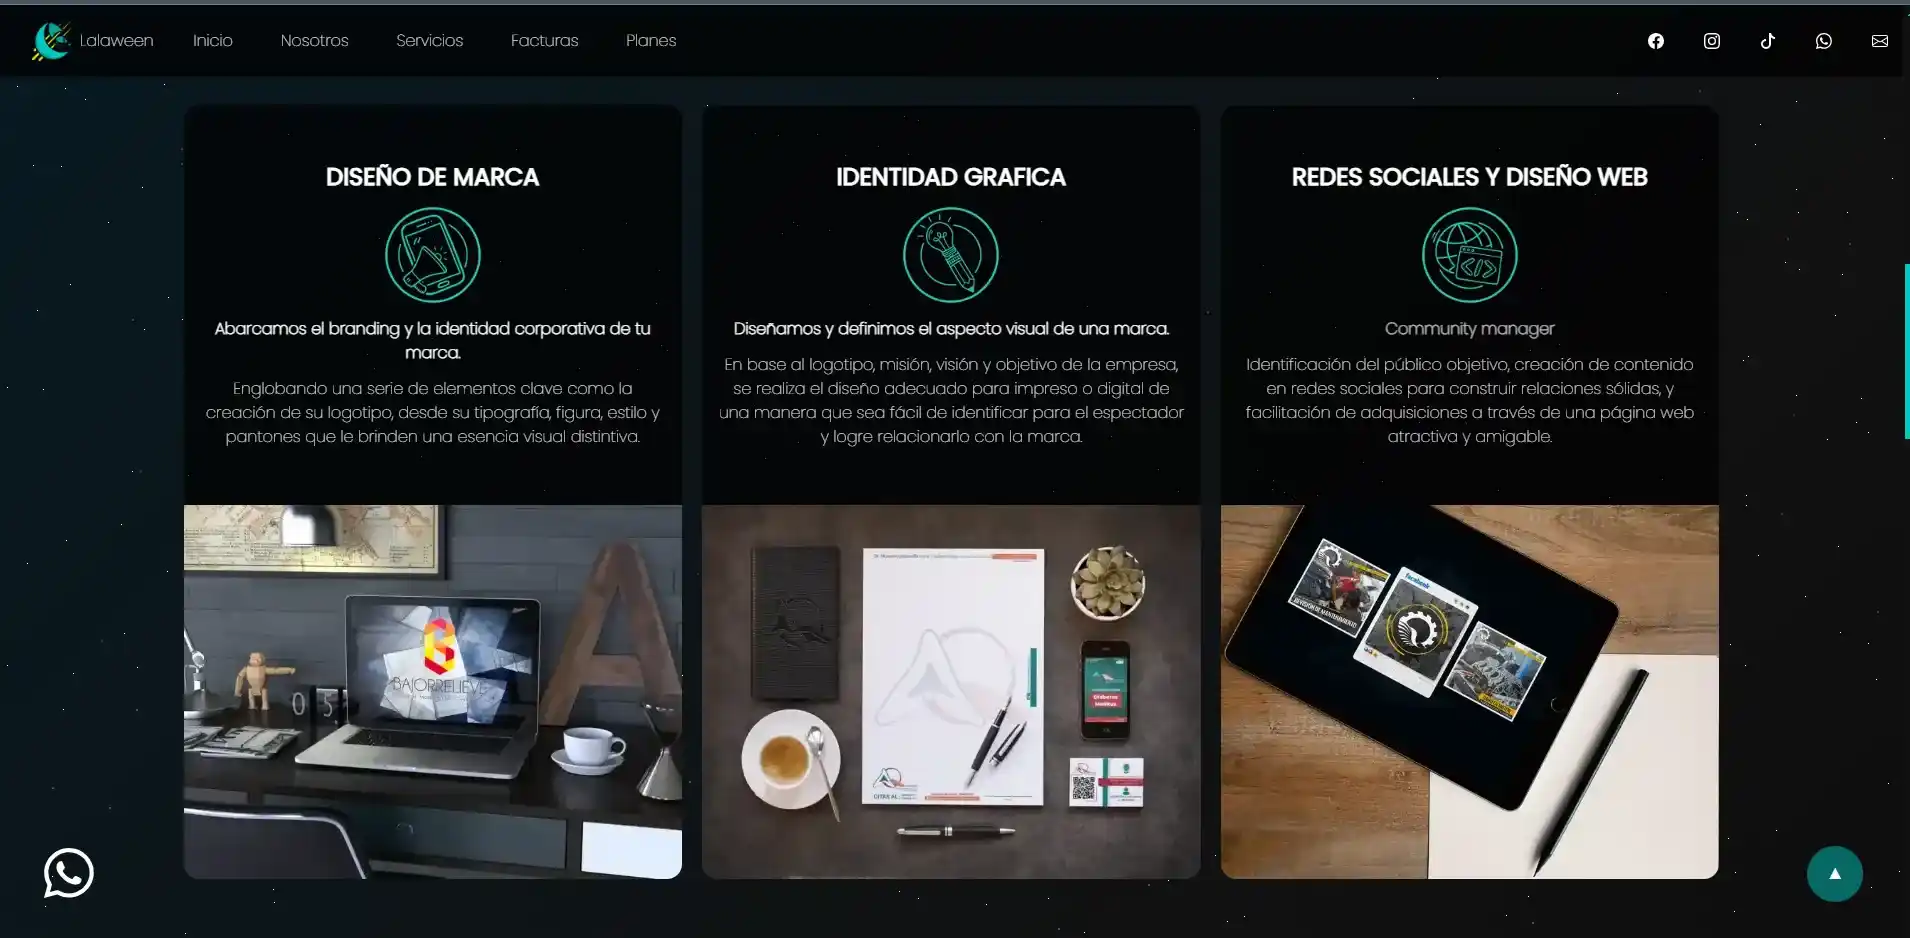 Lalaween
Inicio
Nosotros
Servicios
Facturas
Planes
DISEÑO DE MARCA
Abarcamos el branding y la identidad corporativa de tu
marca.
Englobando una serie de elementos clave como la
creación de su logotipo, desde su tipografía, figura, estilo y
pantones que le brinden una esencia visual distintiva.
BAJORRELIEVE
05
IDENTIDAD GRAFICA
Diseñamos y definimos el aspecto visual de una marca.
En base al logotipo, misión, visión y objetivo de la empresa,
se realiza el diseño adecuado para impreso o digital de
una manera que sea fácil de identificar para el espectador
y logre relacionarlo con la marca.
REDES SOCIALES Y DISEÑO WEB
Community manager
Identificación del público objetivo, creación de contenido
en redes sociales para construir relaciones sólidas, y
facilitación de adquisiciones a través de una página web
atractiva y amigable.
facebook
REVISION DE MANTENIMIENTO